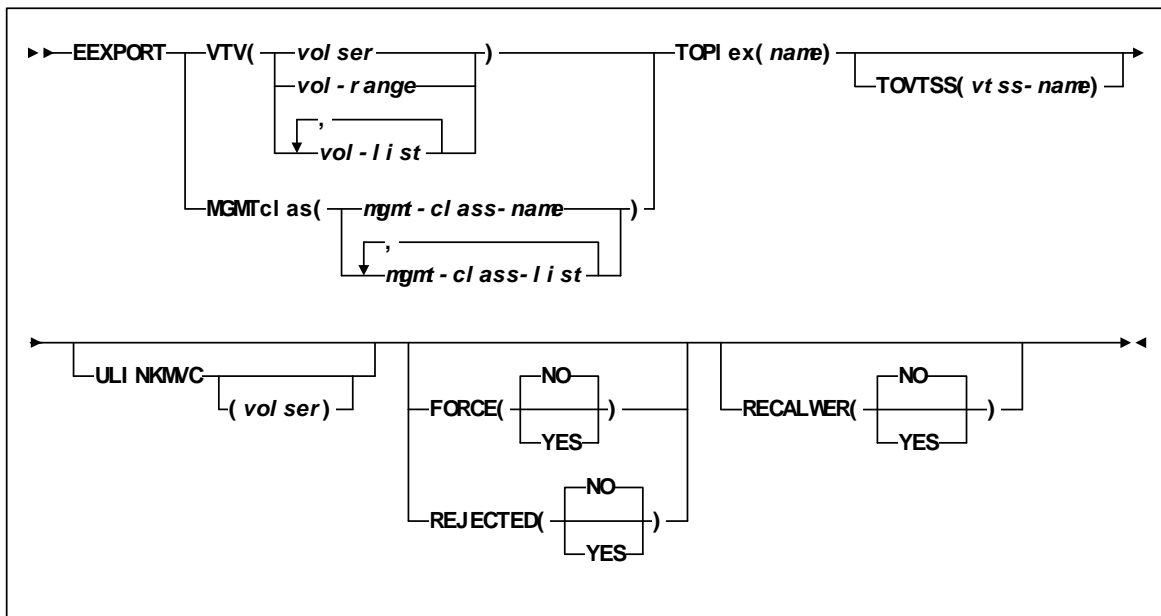 EEXPORT VTV( volser ) TOPlex(name)
vol-range TOVTSS(vtss-name)
,
vol-list
MGMTclas( mgmt-class-name )
,
mgmt-class-list
ULINKMVC NO NO
(volser) FORCE( ) RECALWER( )
YES YES
NO
REJECTED( )
YES